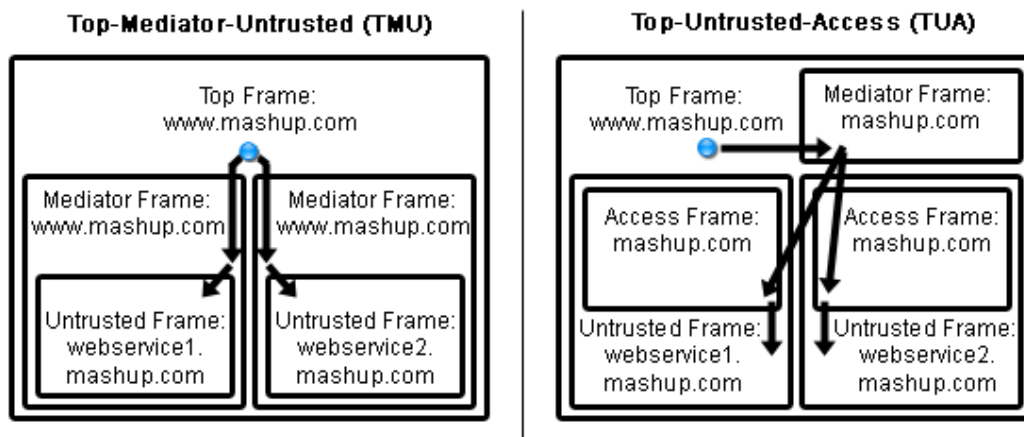 Top-Mediator-Untrusted (TMU)
Top Frame:
www.mashup.com
Mediator Frame:
www.mashup.com
Mediator Frame:
www.mashup.com
Untrusted Frame:
webservice1.
mashup.com
Untrusted Frame:
webservice2.
mashup.com
Top-Untrusted-Access (TUA)
Top Frame:
www.mashup.com
Mediator Frame:
mashup.com
Access Frame:
mashup.com
Access Frame:
mashup.com
Untrusted Frame:
webservice1.
mashup.com
Untrusted Frame:
webservice2.
mashup.com